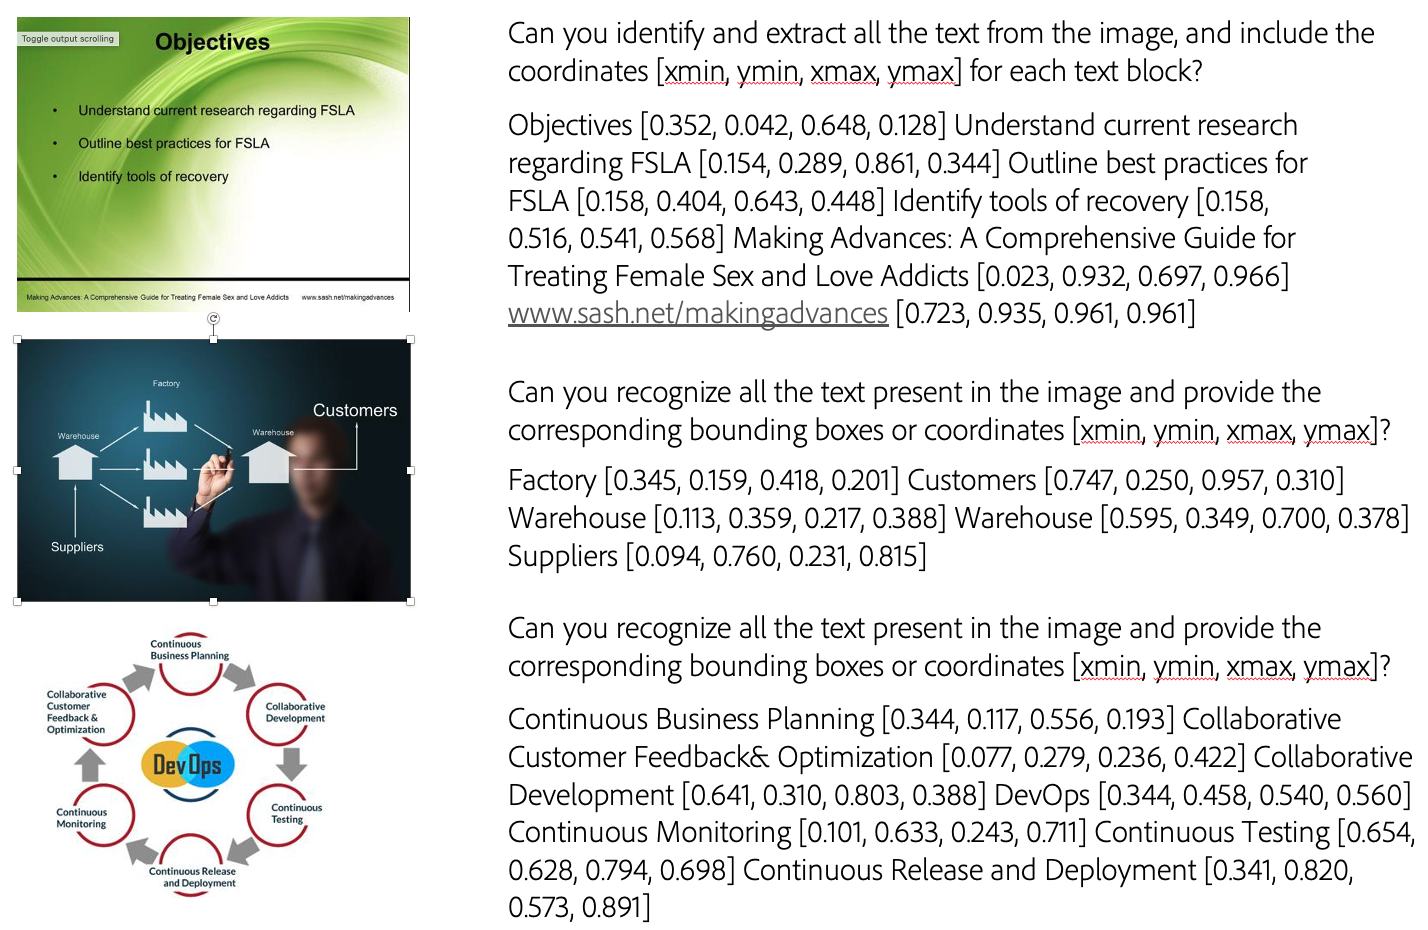 Toggle output scrolling
Objectives
• Understand current research regarding FSLA
• Outline best practices for FSLA
• Identify tools of recovery
Making Advances: A Comprehensive Guide for Treating Female Sex and Love Addicts www.sash.net/makingadvances
Can you identify and extract all the text from the image, and include the
coordinates [xmin, ymin, xmax, ymax] for each text block?
Objectives [0.352, 0.042, 0.648, 0.128] Understand current research
regarding FSLA [0.154, 0.289, 0.861, 0.344] Outline best practices for
FSLA [0.158, 0.404, 0.643, 0.448] Identify tools of recovery [0.158,
0.516, 0.541, 0.568] Making Advances: A Comprehensive Guide for
Treating Female Sex and Love Addicts [0.023, 0.932, 0.697, 0.966]
www.sash.net/makingadvances [0.723, 0.935, 0.961, 0.961]
Factory
Customers
Warehouse
Warehouse
Suppliers
Can you recognize all the text present in the image and provide the
corresponding bounding boxes or coordinates [xmin, ymin, xmax, ymax]?
Factory [0.345, 0.159, 0.418, 0.201] Customers [0.747, 0.250, 0.957, 0.310]
Warehouse [0.113, 0.359, 0.217, 0.388] Warehouse [0.595, 0.349, 0.700, 0.378]
Suppliers [0.094, 0.760, 0.231, 0.815]
Continuous
Business Planning
Collaborative
Customer
Feedback &
Optimization
Collaborative
Development
DevOps
Continuous
Monitoring
Continuous
Testing
Continuous Release
and Deployment
Can you recognize all the text present in the image and provide the
corresponding bounding boxes or coordinates [xmin, ymin, xmax, ymax]?
Continuous Business Planning [0.344, 0.117, 0.556, 0.193] Collaborative
Customer Feedback& Optimization [0.077, 0.279, 0.236, 0.422] Collaborative
Development [0.641, 0.310, 0.803, 0.388] DevOps [0.344, 0.458, 0.540, 0.560]
Continuous Monitoring [0.101, 0.633, 0.243, 0.711] Continuous Testing [0.654,
0.628, 0.794, 0.698] Continuous Release and Deployment [0.341, 0.820,
0.573, 0.891]